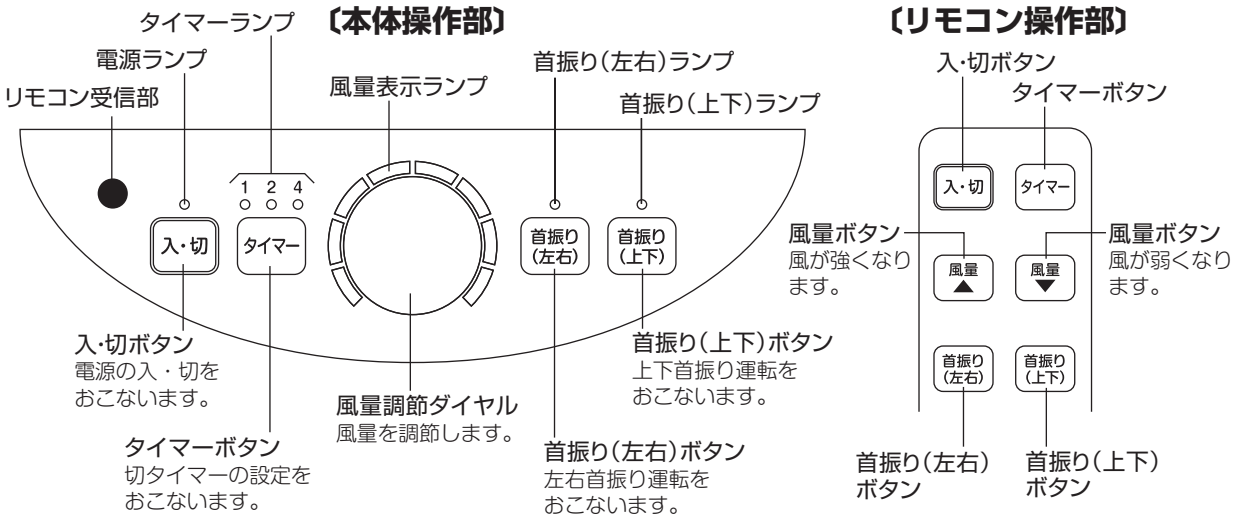 〔本体操作部〕
タイマーランプ
電源ランプ
リモコン受信部
風量表示ランプ
首振り（左右）ランプ
首振り（上下）ランプ
1 2 4
入・切
タイマー
首振り
（左右）
首振り
（上下）
入・切ボタン
電源の入・切を
おこないます。
タイマーボタン
切タイマーの設定を
おこないます。
風量調節ダイヤル
風量を調節します。
首振り（左右）ボタン
左右首振り運転を
おこないます。
首振り（上下）ボタン
上下首振り運転を
おこないます。
〔リモコン操作部〕
入・切ボタン
タイマーボタン
入・切
タイマー
風量ボタン
風が強くなり
ます。
風量
▲
風量
▼
風量ボタン
風が弱くなり
ます。
首振り
（左右）
首振り
（上下）
首振り（左右）
ボタン
首振り（上下）
ボタン